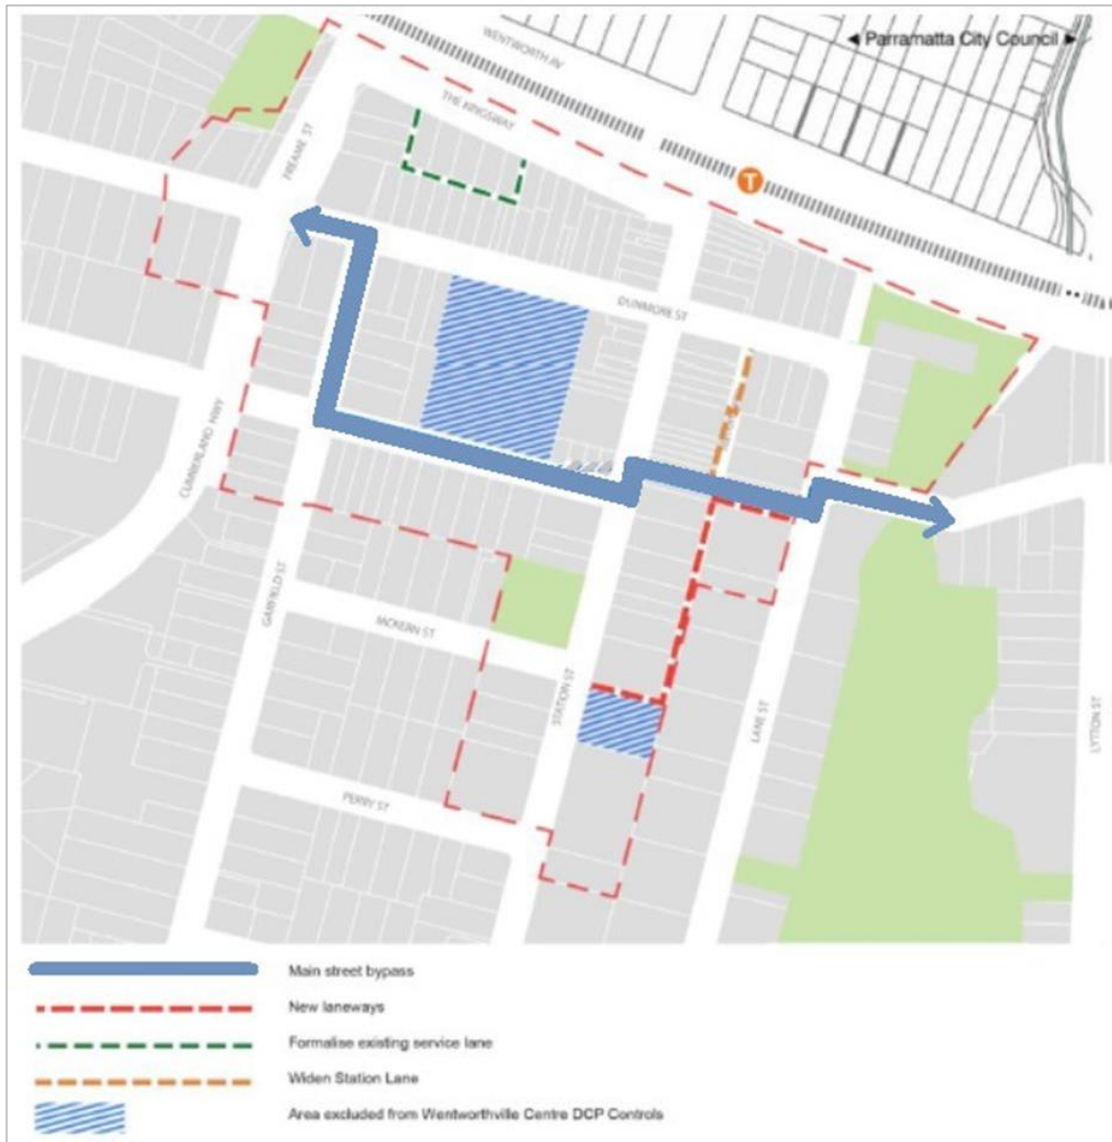 WENTWORTH AV
◄ Parramatta City Council ►
THE KINGSWAY
FREAME ST
T
DUNMORE ST
CUMBERLAND HWY
GARFIELD ST
MCKERN ST
STATION ST
LANE ST
LYTTON ST
PERRY ST
Main street bypass
New laneways
Formalise existing service lane
Widen Station Lane
Area excluded from Wentworthville Centre DCP Controls